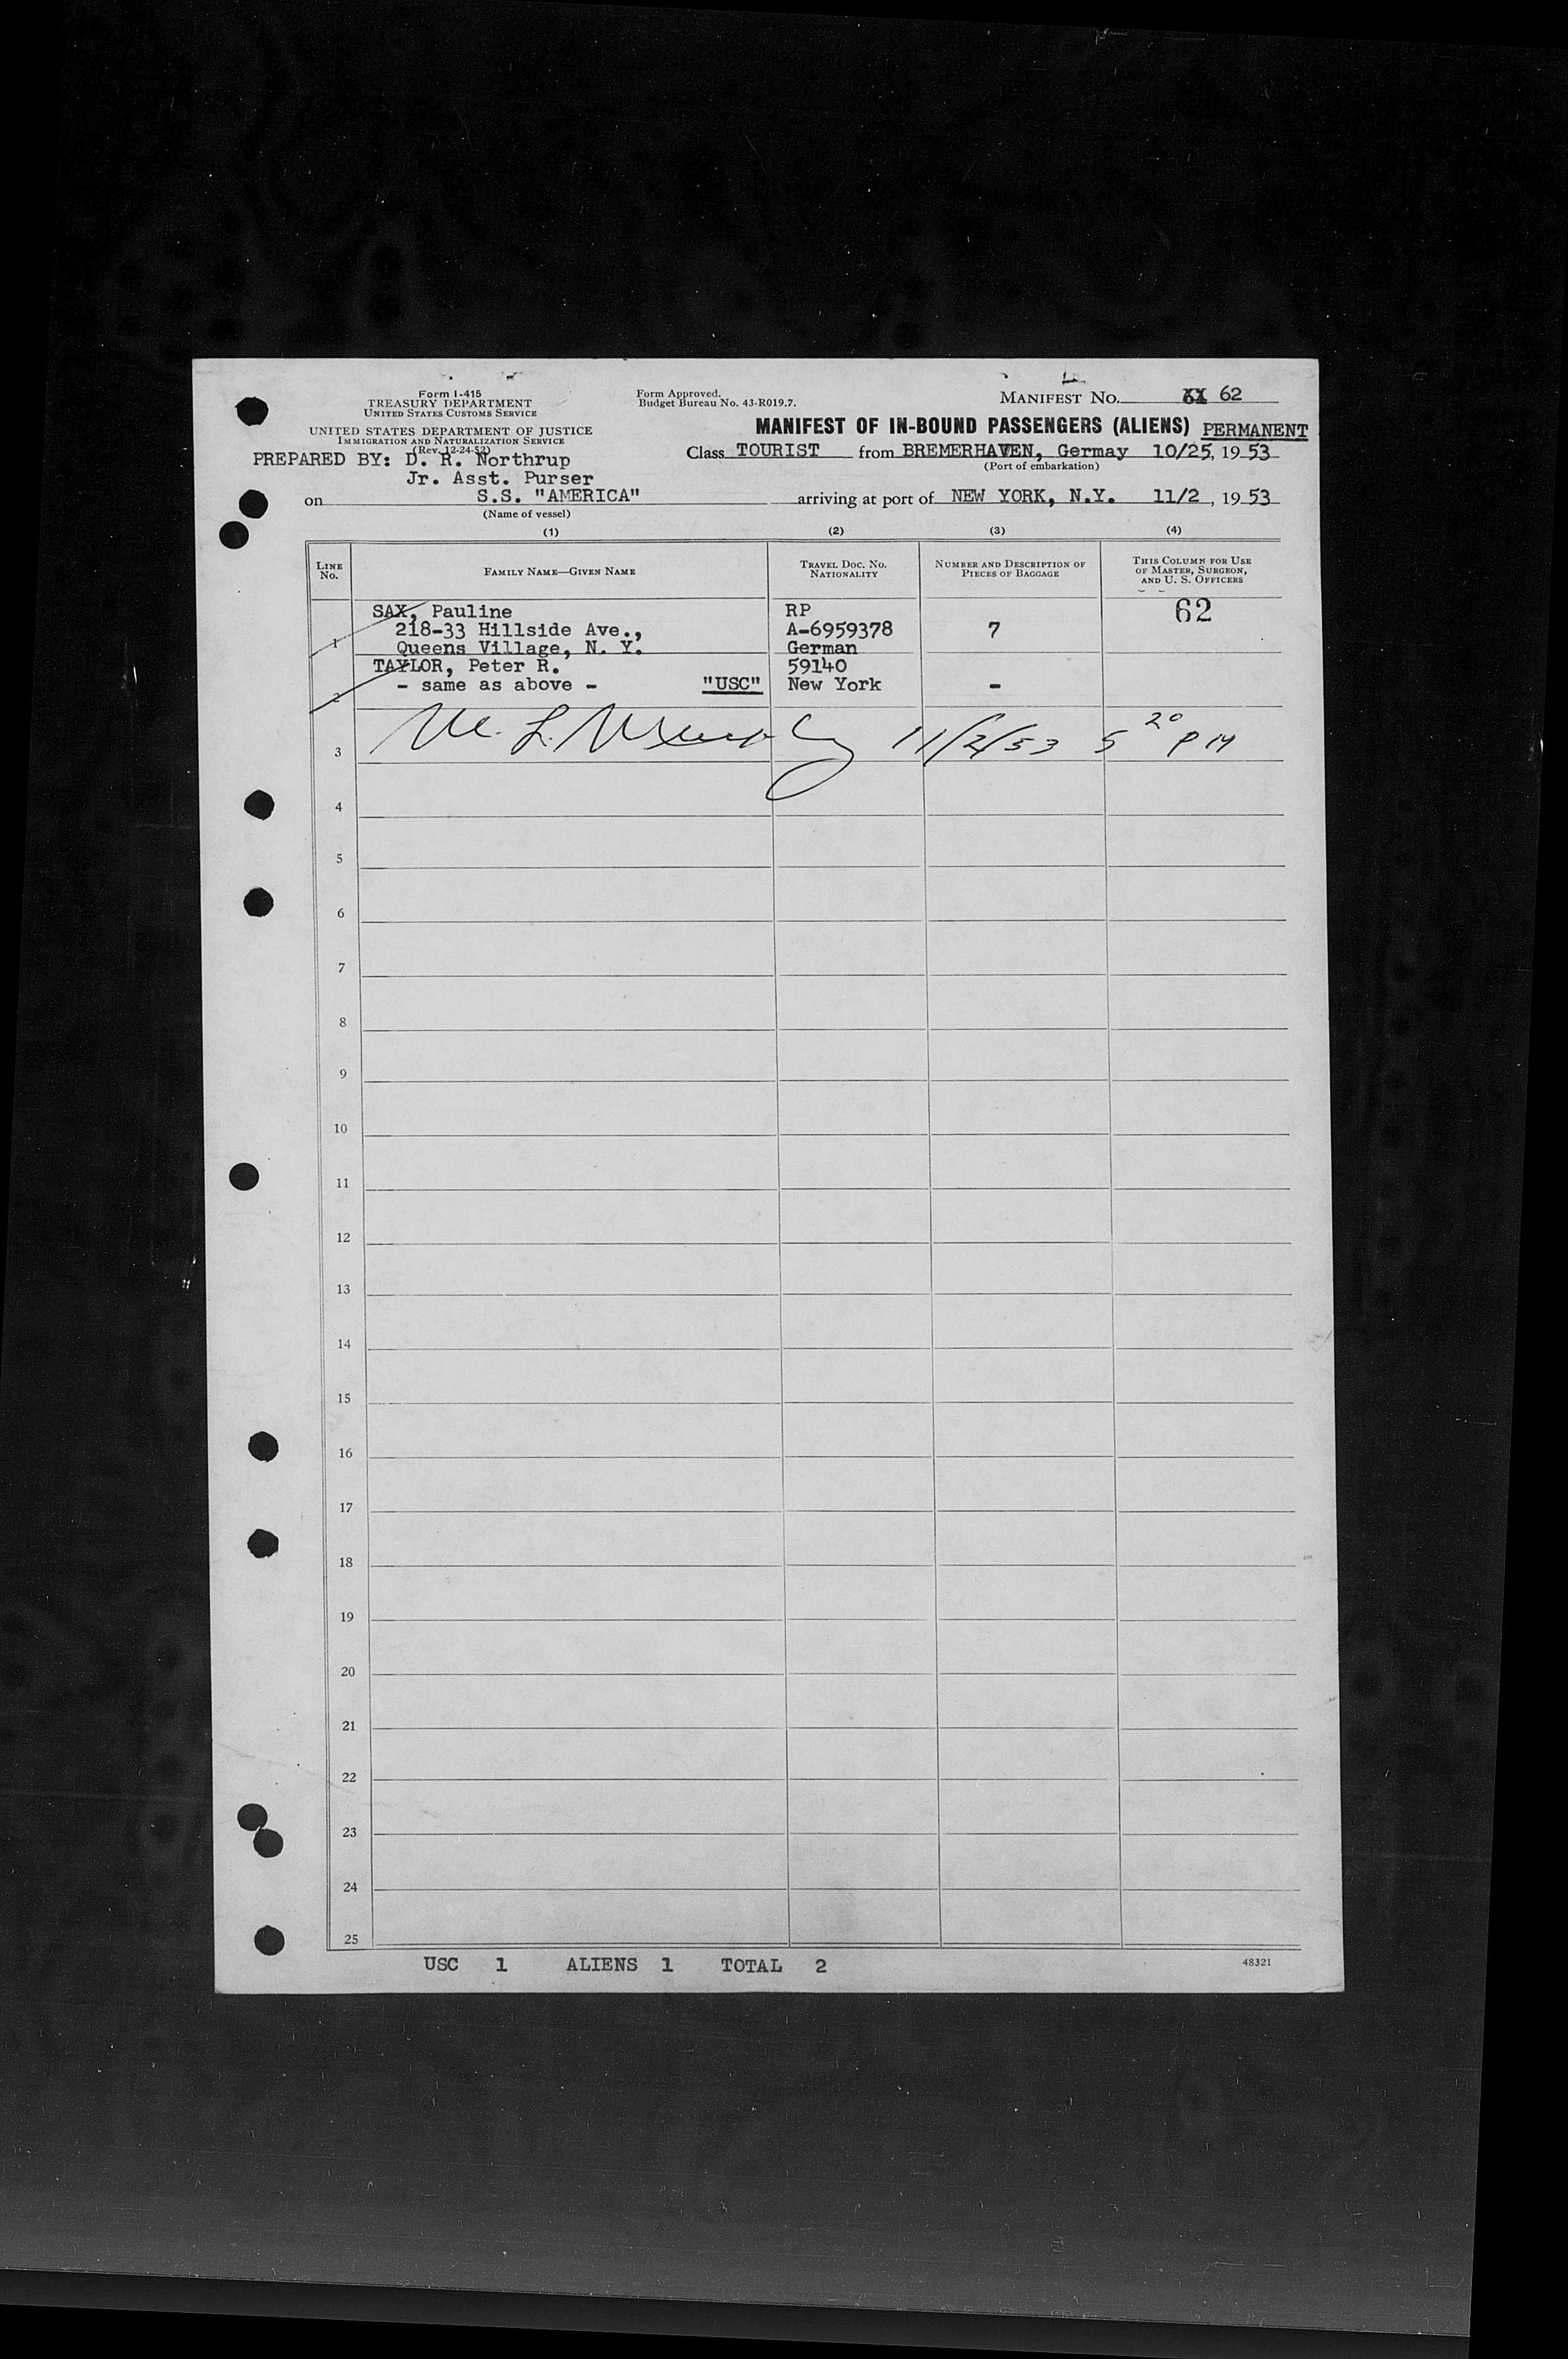 Form I-415
TREASURY DEPARTMENT
UNITED STATES CUSTOMS SERVICE
UNITED STATES DEPARTMENT OF JUSTICE
IMMIGRATION AND NATURALIZATION SERVICE
(Rev. 12-24-52)
PREPARED BY: D. R. Northrup
Jr. Asst. Purser
Form Approved.
Budget Bureau No. 43-R019.7.
MANIFEST NO. 62
MANIFEST OF IN-BOUND PASSENGERS (ALIENS) PERMANENT
Class TOURIST from BREMERHAVEN, Germay 10/25, 1953
(Port of embarkation)
on S.S. "AMERICA" arriving at port of NEW YORK, N.Y. 11/2, 1953
(Name of vessel)
(1) (2) (3) (4)
LINE NO. FAMILY NAME—GIVEN NAME TRAVEL DOC. NO. NATIONALITY NUMBER AND DESCRIPTION OF PIECES OF BAGGAGE THIS COLUMN FOR USE OF MASTER, SURGEON, AND U. S. OFFICERS
SAX, Pauline RP 62
1 218-33 Hillside Ave., A-6959378 7
Queens Village, N. Y. German
TAYLOR, Peter R. 59140
2 - same as above - "USC" New York -
3 11/2/53 5 20 PM
4
5
6
7
8
9
10
11
12
13
14
15
16
17
18
19
20
21
22
23
24
25
USC 1 ALIENS 1 TOTAL 2
48321